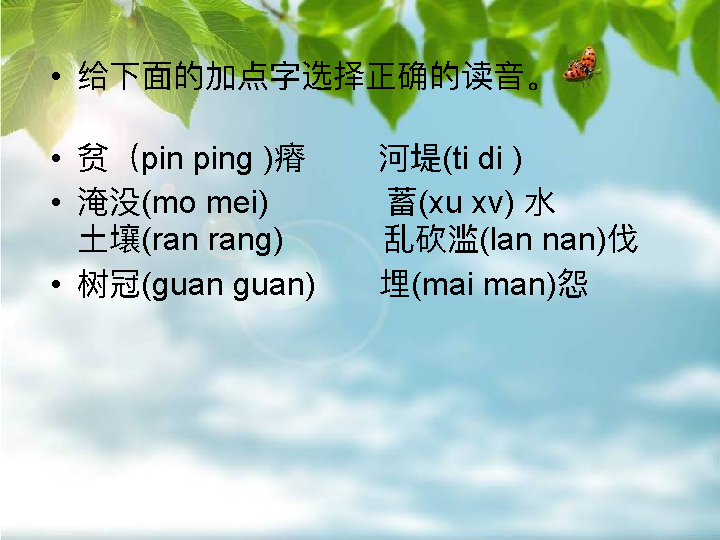 • 给下面的加点字选择正确的读音。
• 贫（pin ping )瘠 河堤(ti di )
• 淹没(mo mei) 蓄(xu xv) 水
土壤(ran rang) 乱砍滥(lan nan)伐
• 树冠(guan guan) 埋(mai man)怨